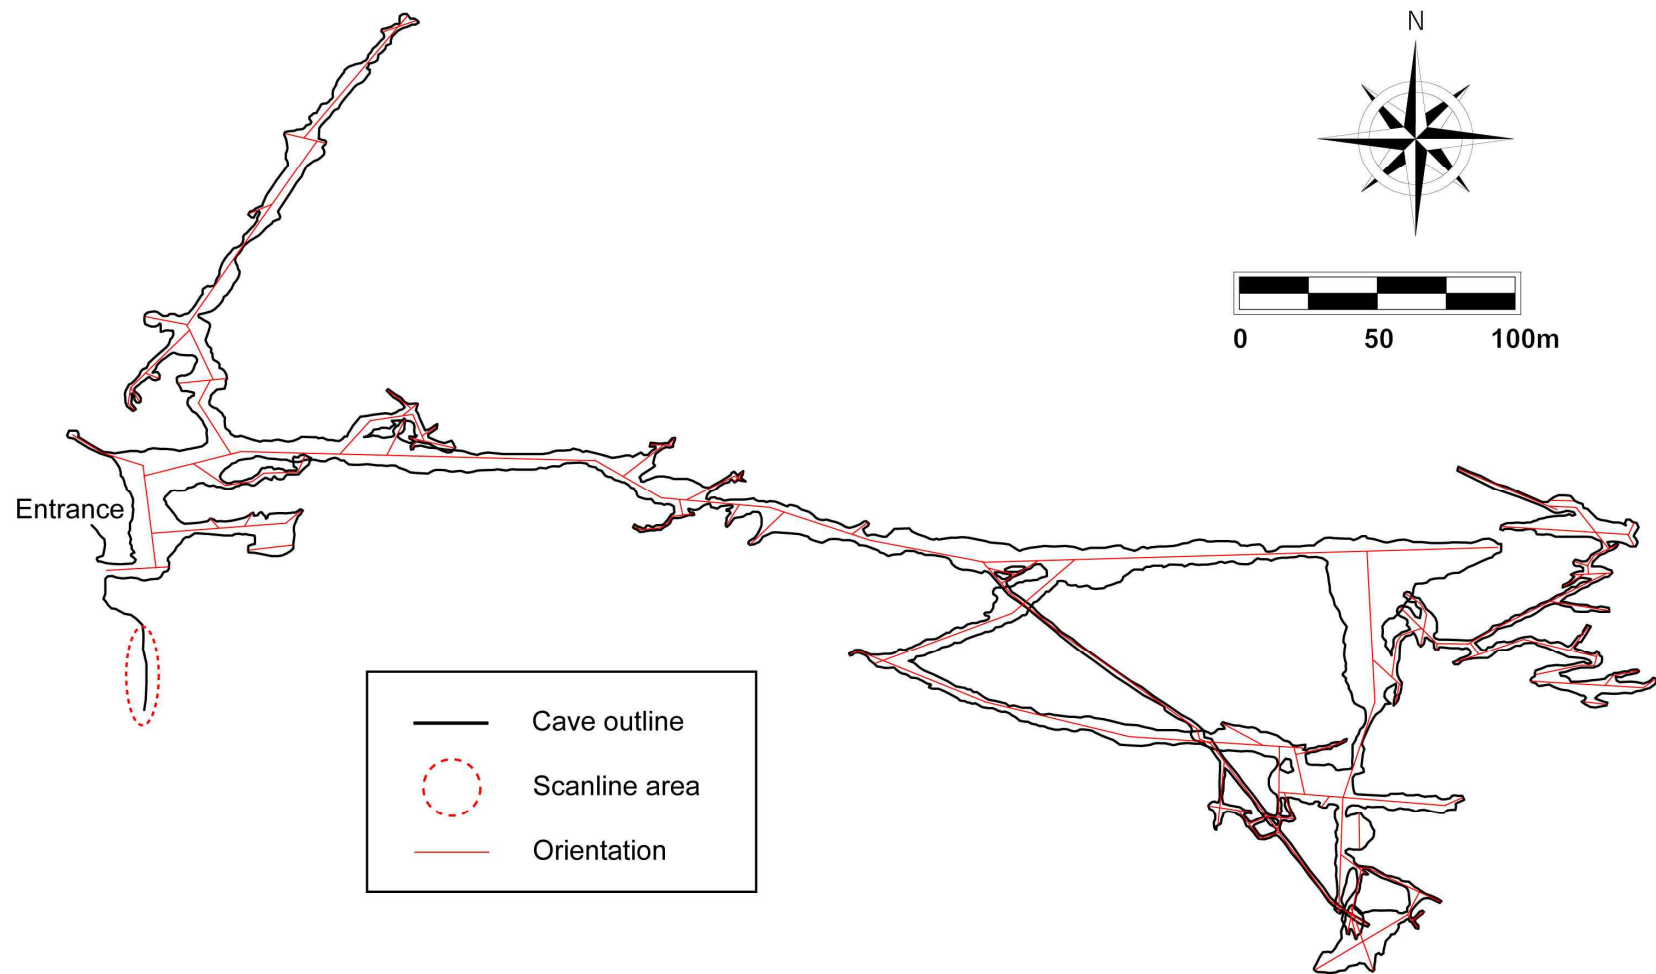 N
0 50 100m
Entrance
Cave outline
Scanline area
Orientation